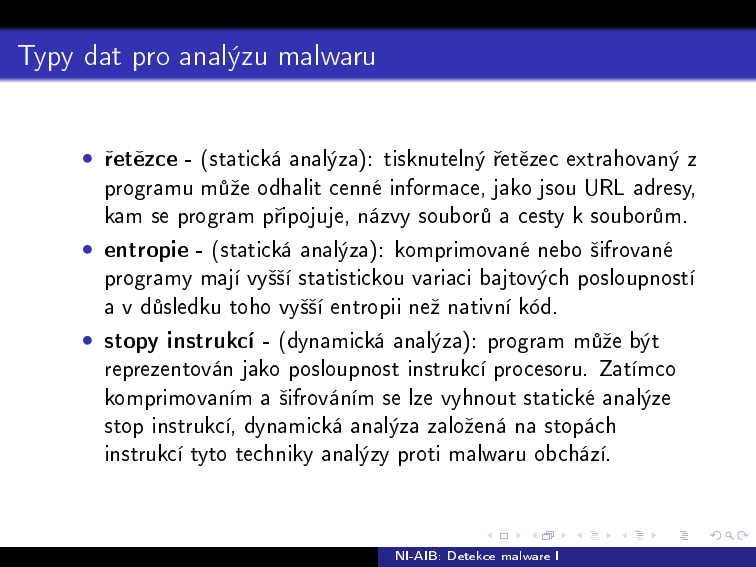 Typy dat pro analýzu malwaru
• řetězce - (statická analýza): tisknutelný řetězec extrahovaný z
programu může odhalit cenné informace, jako jsou URL adresy,
kam se program připojuje, názvy souborů a cesty k souborům.
• entropie - (statická analýza): komprimované nebo šifrované
programy mají vyšší statistickou variaci bajtových posloupností
a v důsledku toho vyšší entropii než nativní kód.
• stopy instrukcí - (dynamická analýza): program může být
reprezentován jako posloupnost instrukcí procesoru. Zatímco
komprimovaním a šifrováním se lze vyhnout statické analýze
stop instrukcí, dynamická analýza založená na stopách
instrukcí tyto techniky analýzy proti malwaru obchází.
NI-AIB: Detekce malware I